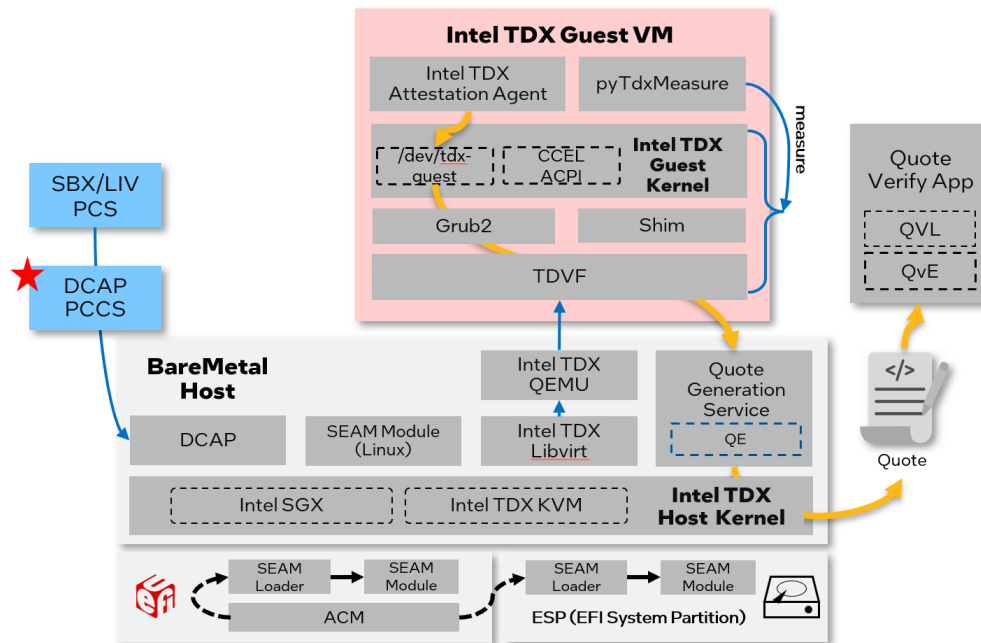 Intel TDX Guest VM
Intel TDX
Attestation Agent
pyTdxMeasure
measure
/dev/tdx-
guest
CCEL
ACPI
Intel TDX
Guest
Kernel
Grub2
Shim
TDVF
SBX/LIV
PCS
DCAP
PCCS
Quote
Verify App
QVL
QvE
BareMetal
Host
Intel TDX
QEMU
Quote
Generation
Service
QE
DCAP
SEAM Module
(Linux)
Intel TDX
Libvirt
</>
Quote
Intel SGX
Intel TDX KVM
Intel TDX
Host Kernel
efi
SEAM
Loader
SEAM
Module
ACM
SEAM
Loader
SEAM
Module
ESP (EFI System Partition)